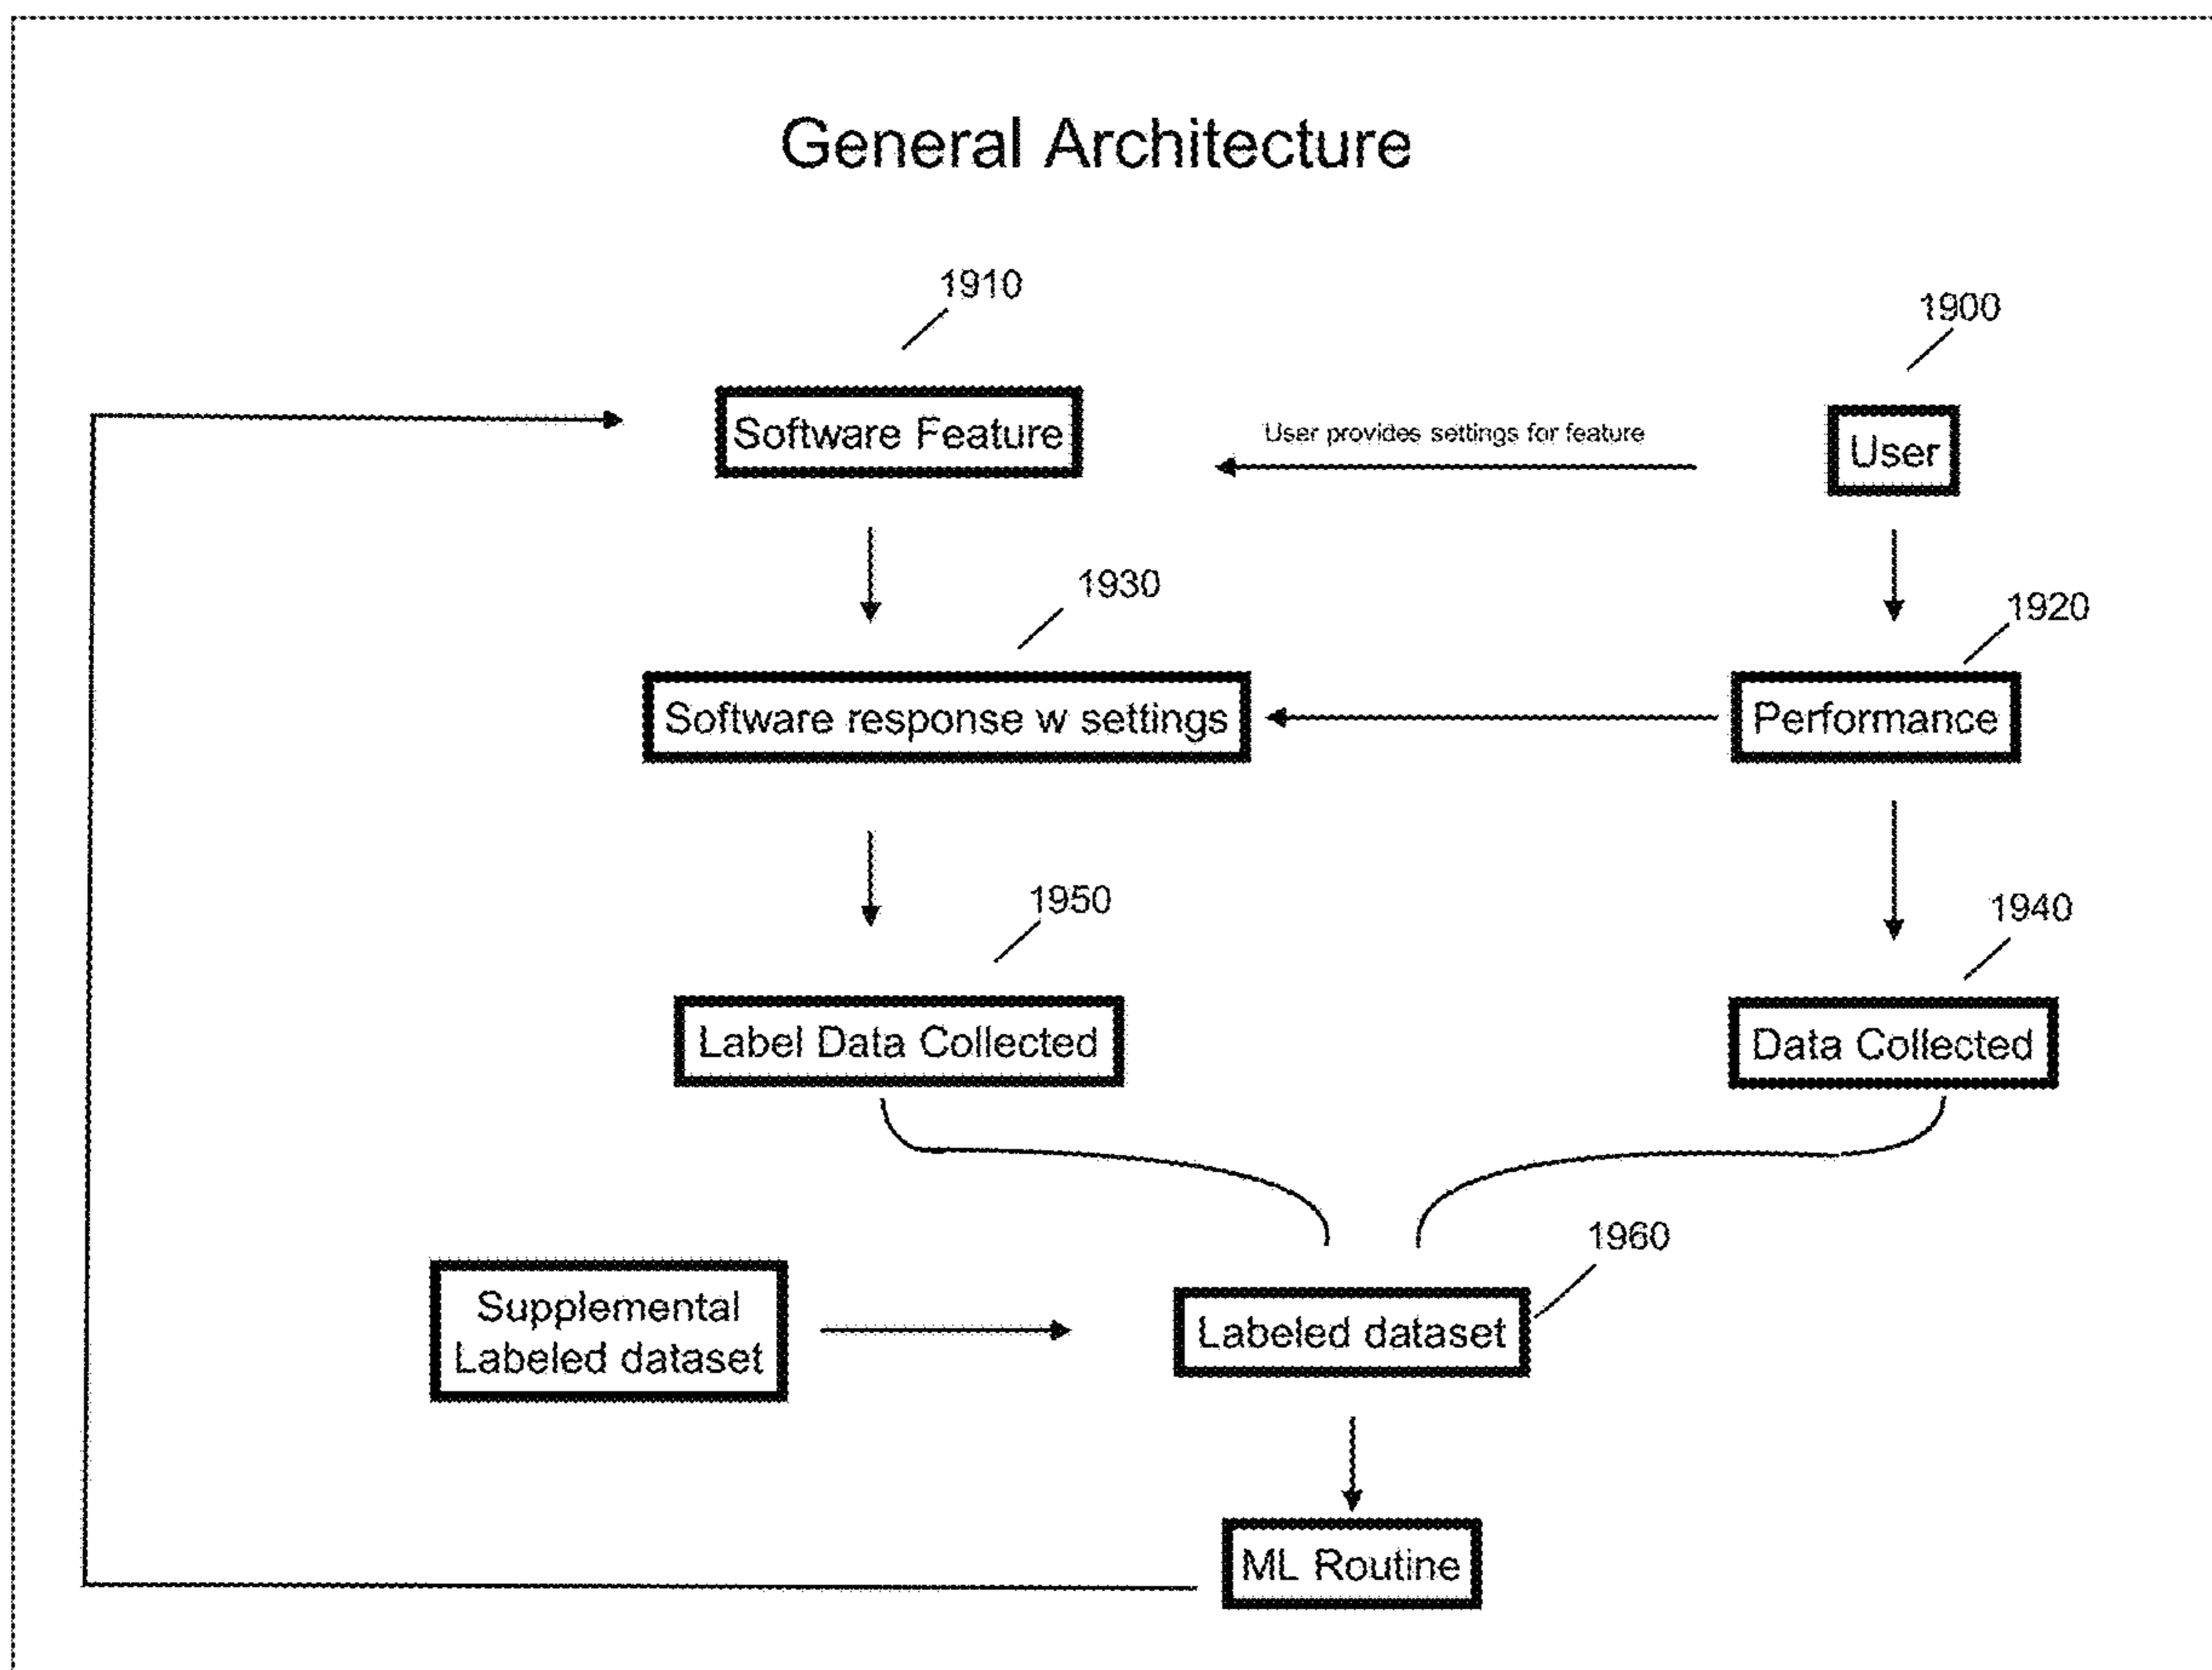 General Architecture
1910
1900
Software Feature
User provides settings for feature
User
1930
1920
Software response w settings
Performance
1950
1940
Label Data Collected
Data Collected
1960
Supplemental
Labeled dataset
Labeled dataset
ML Routine